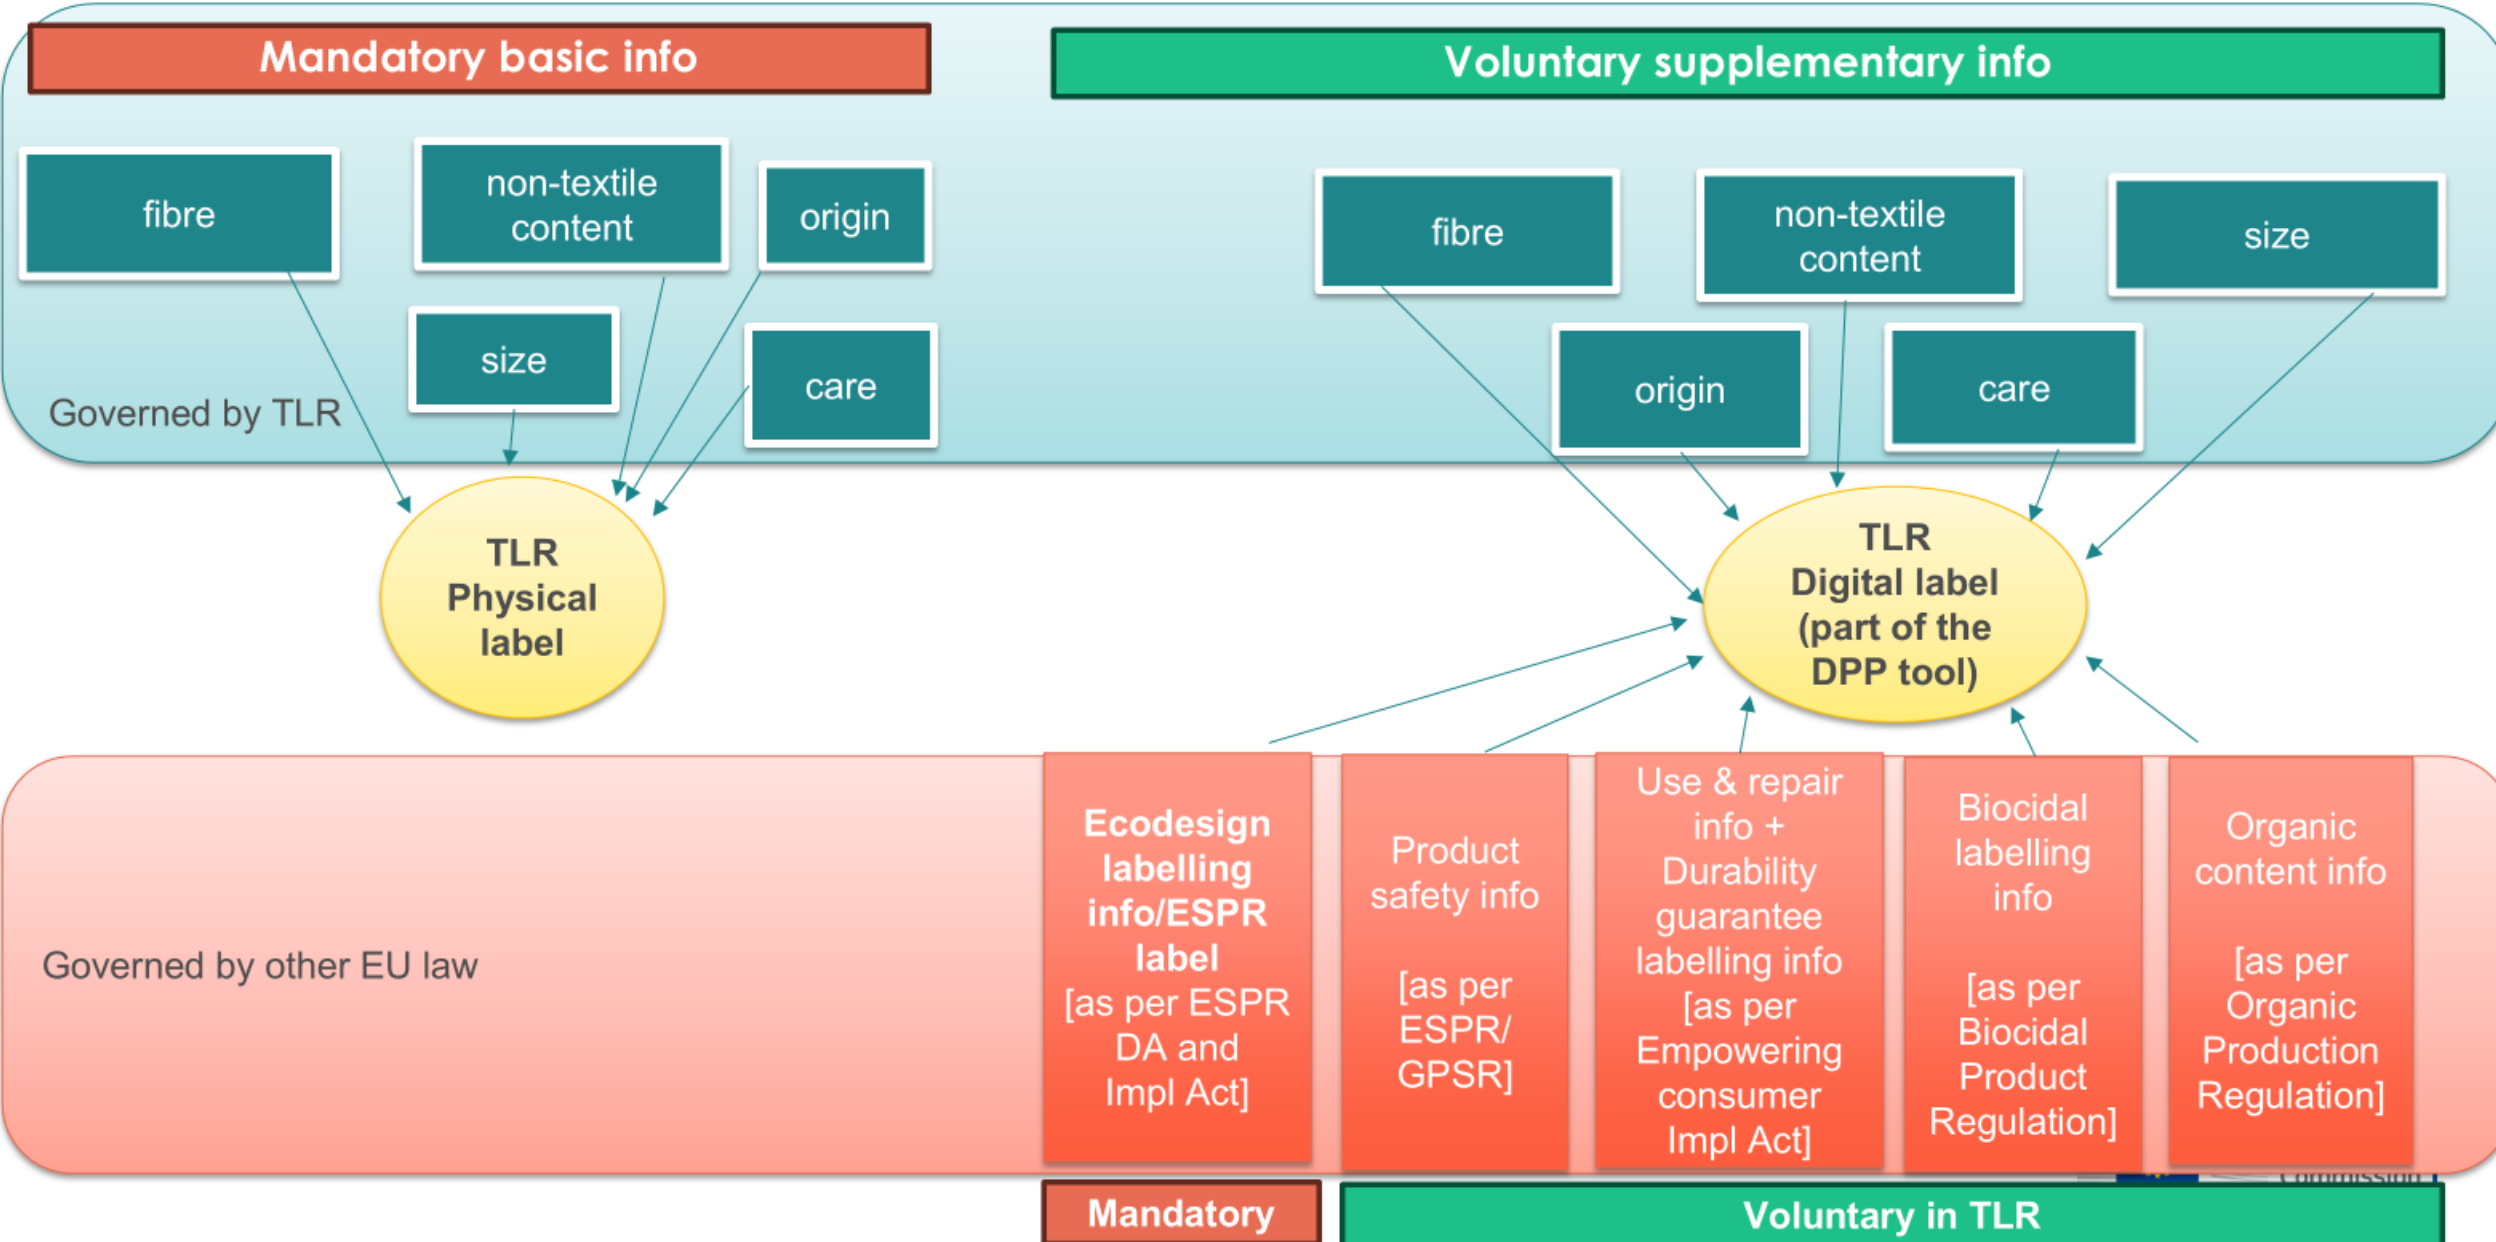 Mandatory basic info
Voluntary supplementary info
fibre
non-textile
content
origin
size
care
Governed by TLR
fibre
non-textile
content
size
origin
care
TLR
Physical
label
TLR
Digital label
(part of the
DPP tool)
Governed by other EU law
Ecodesign
labelling
info/ESPR
label
[as per ESPR
DA and
Impl Act]
Product
safety info
[as per
ESPR/
GPSR]
Use & repair
info +
Durability
guarantee
labelling info
[as per
Empowering
consumer
Impl Act]
Biocidal
labelling
info
[as per
Biocidal
Product
Regulation]
Organic
content info
[as per
Organic
Production
Regulation]
Commission
Mandatory
Voluntary in TLR